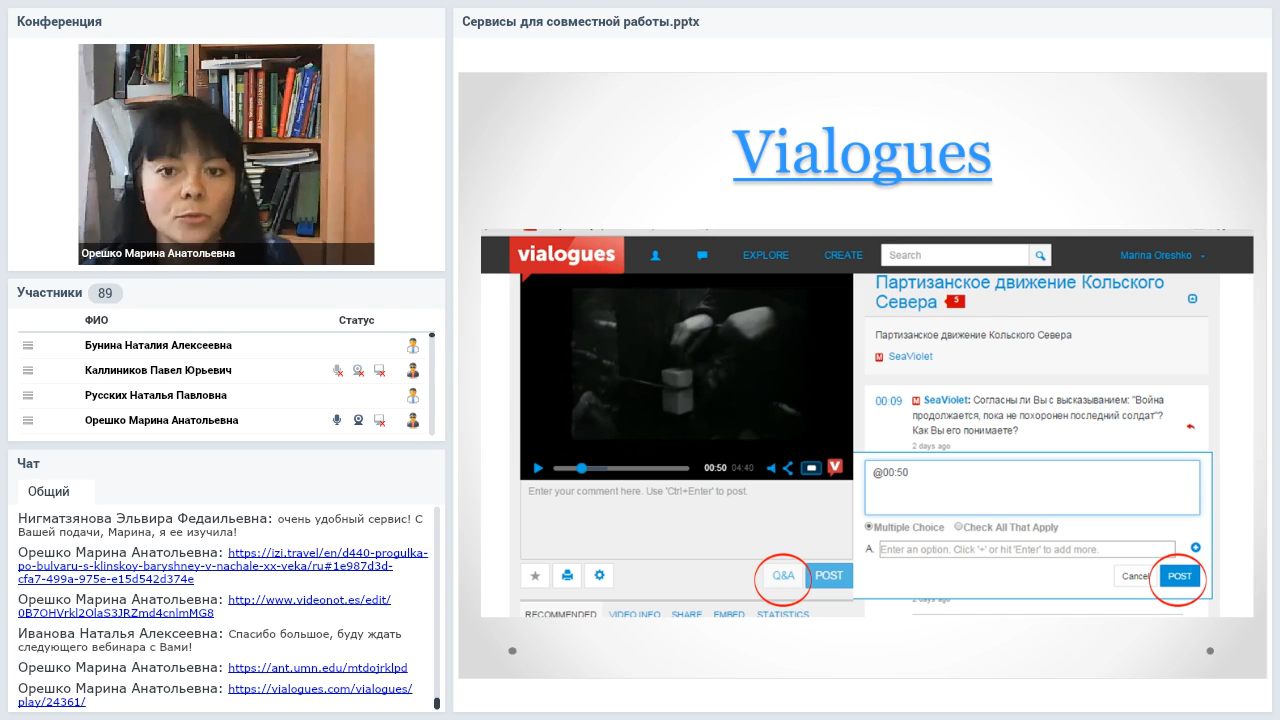 Конференция
Орешко Марина Анатольевна
Участники 89
ФИО Статус
Бунина Наталия Алексеевна
Каллиников Павел Юрьевич
Русских Наталья Павловна
Орешко Марина Анатольевна
Чат
Общий
Нигматзянова Эльвира Федаильевна: очень удобный сервис! С
Вашей подачи, Марина, я ее изучила!
Орешко Марина Анатольевна: https://izi.travel/en/d440-progulka-
po-bulvaru-s-klinskoy-baryshney-v-nachale-xx-veka/ru#1e987d3d-
cfa7-499a-975e-e15d542d374e
Орешко Марина Анатольевна: http://www.videonot.es/edit/
0B7OHVrkl2OlaS3JRZmd4cnlmMG8
Иванова Наталья Алексеевна: Спасибо большое, буду ждать
следующего вебинара с Вами!
Орешко Марина Анатольевна: https://ant.umn.edu/mtdojrklpd
Орешко Марина Анатольевна: https://vialogues.com/vialogues/
play/24361/
Сервисы для совместной работы.pptx
Vialogues
vialogues EXPLORE CREATE Search Marina Oreshko
00:50 04:40
Enter your comment here. Use 'Ctrl+Enter' to post.
Q&A POST
RECOMMENDED VIDEO INFO SHARE EMBED STATISTICS
Партизанское движение Кольского
Севера 5
Партизанское движение Кольского Севера
M SeaViolet
00:09 M SeaViolet: Согласны ли Вы с высказыванием: "Война
продолжается, пока не похоронен последний солдат"?
Как Вы его понимаете?
2 days ago
@00:50
Multiple Choice Check All That Apply
A. Enter an option. Click '+' or hit 'Enter' to add more.
Cancel POST
2 days ago